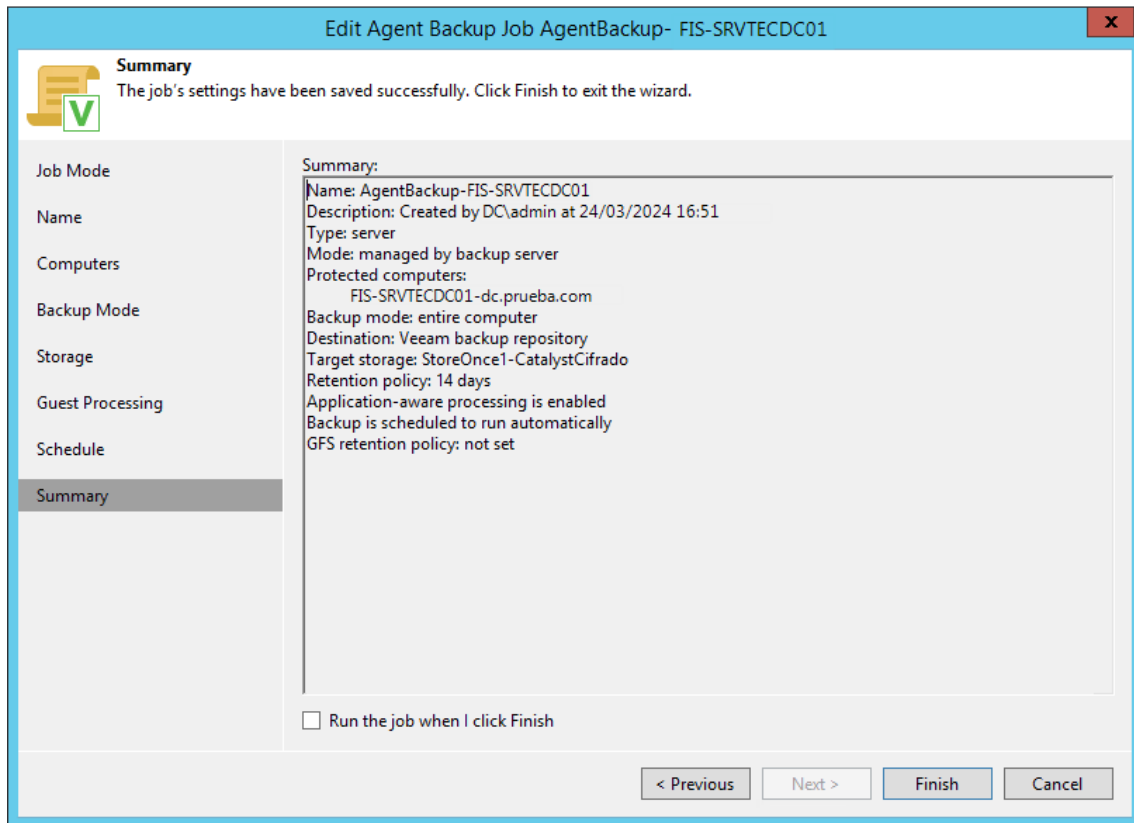 Edit Agent Backup Job AgentBackup- FIS-SRVTECDC01
x
Summary
The job's settings have been saved successfully. Click Finish to exit the wizard.
V
Job Mode
Name
Computers
Backup Mode
Storage
Guest Processing
Schedule
Summary
Summary:
Name: AgentBackup-FIS-SRVTECDC01
Description: Created by DC\admin at 24/03/2024 16:51
Type: server
Mode: managed by backup server
Protected computers:
FIS-SRVTECDC01-dc.prueba.com
Backup mode: entire computer
Destination: Veeam backup repository
Target storage: StoreOnce1-CatalystCifrado
Retention policy: 14 days
Application-aware processing is enabled
Backup is scheduled to run automatically
GFS retention policy: not set
Run the job when I click Finish
< Previous
Next >
Finish
Cancel